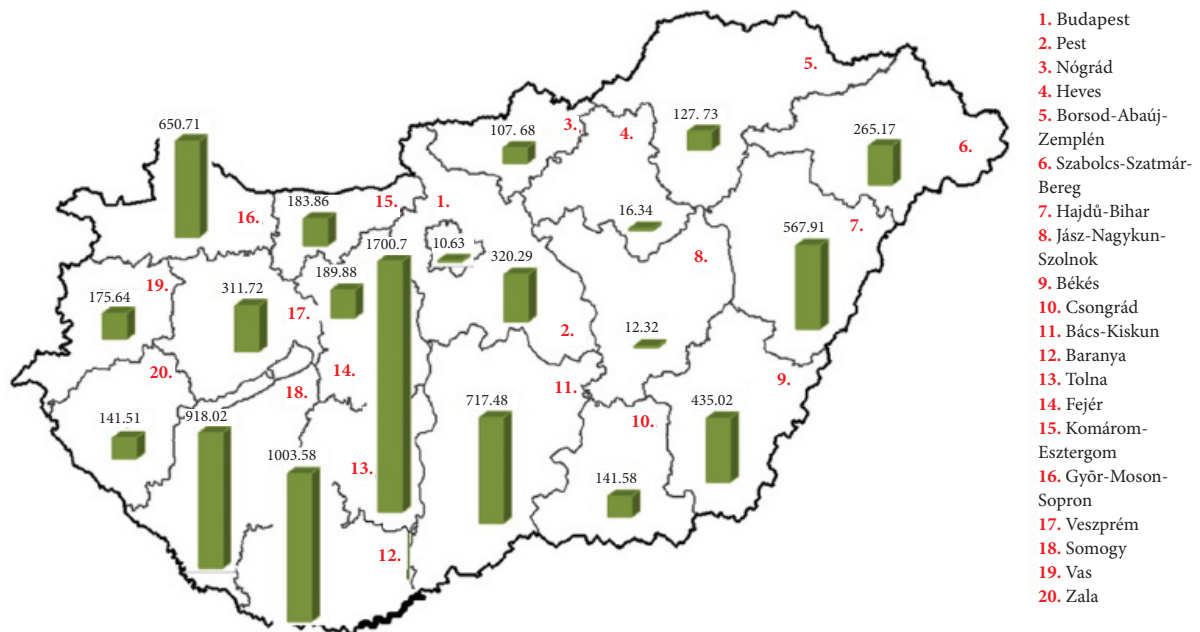 650.71
107. 68
3.
4.
127. 73
5.
265.17
6.
183.86
15.
16.
1.
1700.7
10.63
320.29
16.34
8.
567.91
7.
19.
175.64
311.72
17.
189.88
2.
12.32
20.
18.
14.
11.
9.
141.51
918.02
1003.58
13.
717.48
10.
141.58
435.02
12.
1. Budapest
2. Pest
3. Nógrád
4. Heves
5. Borsod-Abaúj-
Zemplén
6. Szabolcs-Szatmár-
Bereg
7. Hajdű-Bihar
8. Jász-Nagykun-
Szolnok
9. Békés
10. Csongrád
11. Bács-Kiskun
12. Baranya
13. Tolna
14. Fejér
15. Komárom-
Esztergom
16. Gyõr-Moson-
Sopron
17. Veszprém
18. Somogy
19. Vas
20. Zala